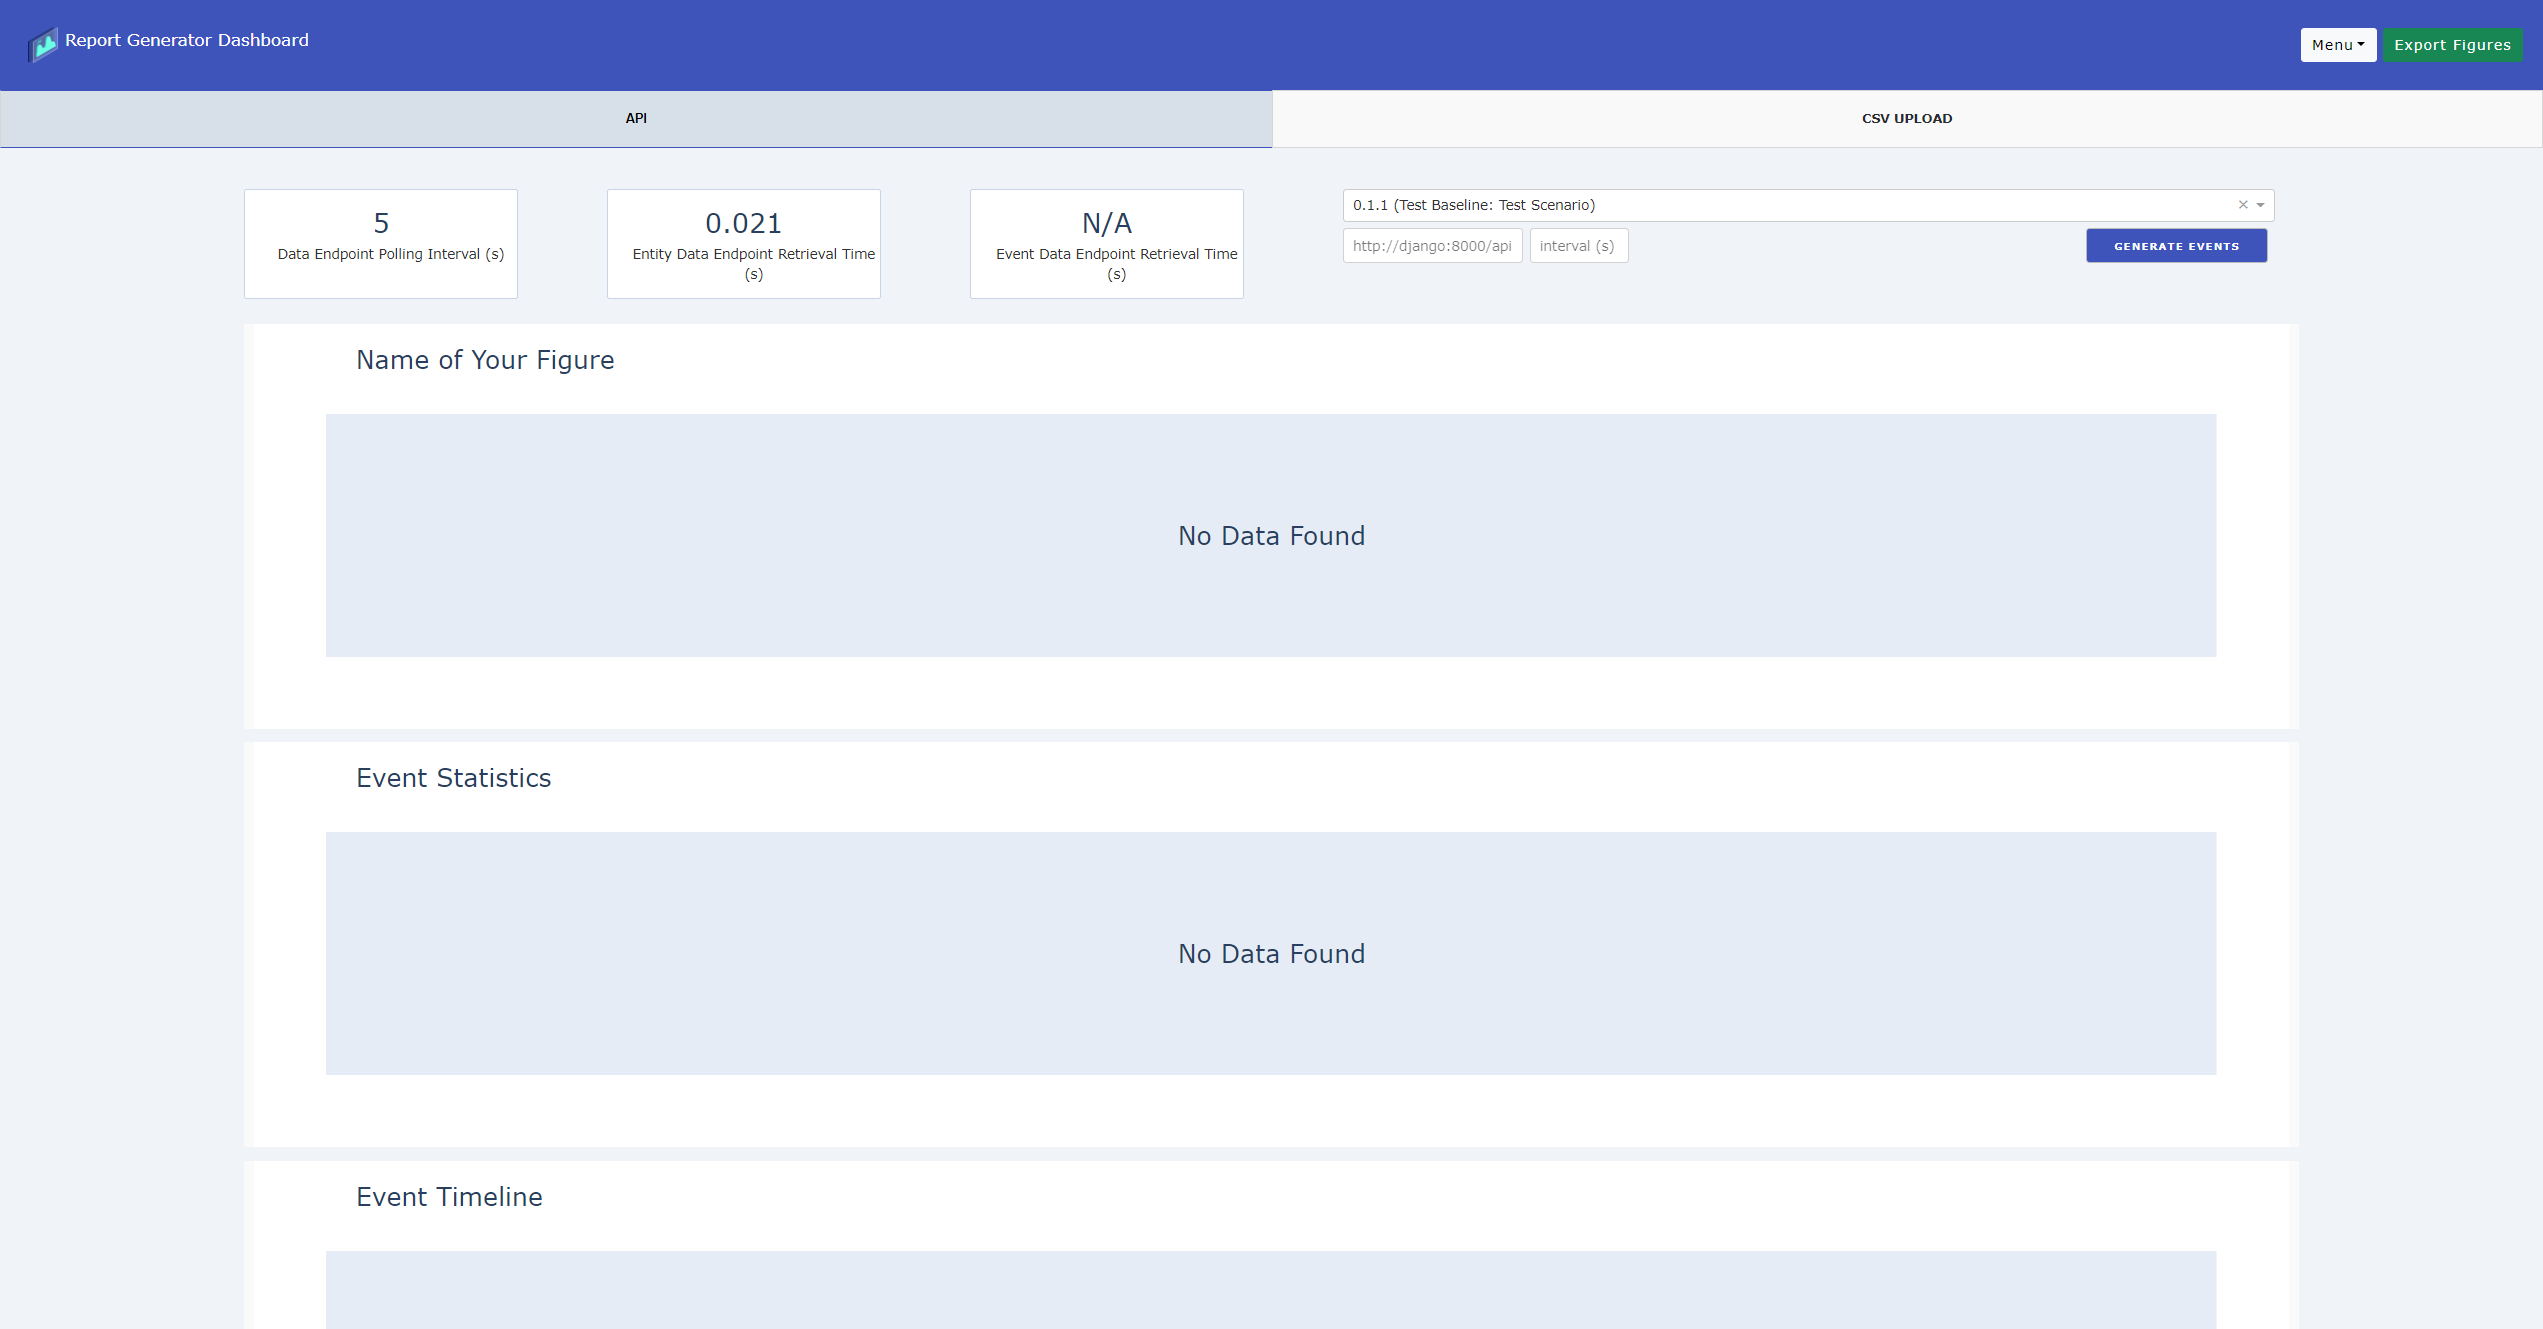 Report Generator Dashboard
Menu
Export Figures
API
CSV UPLOAD
5
Data Endpoint Polling Interval (s)
0.021
Entity Data Endpoint Retrieval Time
(s)
N/A
Event Data Endpoint Retrieval Time
(s)
0.1.1 (Test Baseline: Test Scenario)
http://django:8000/api
interval (s)
GENERATE EVENTS
Name of Your Figure
No Data Found
Event Statistics
No Data Found
Event Timeline